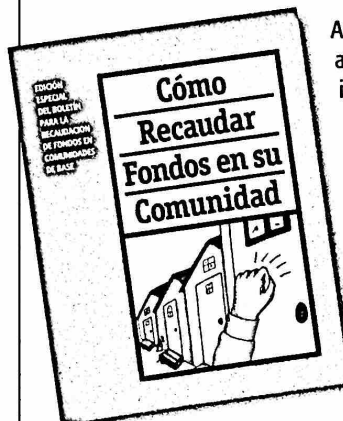 EDICIÓN
ESPECIAL
DEL BOLETÍN
PARA LA
RECAUDACIÓN
DE FONDOS EN
COMUNIDADES
DE BASE
Cómo
Recaudar
Fondos en su
Comunidad
A
a
i